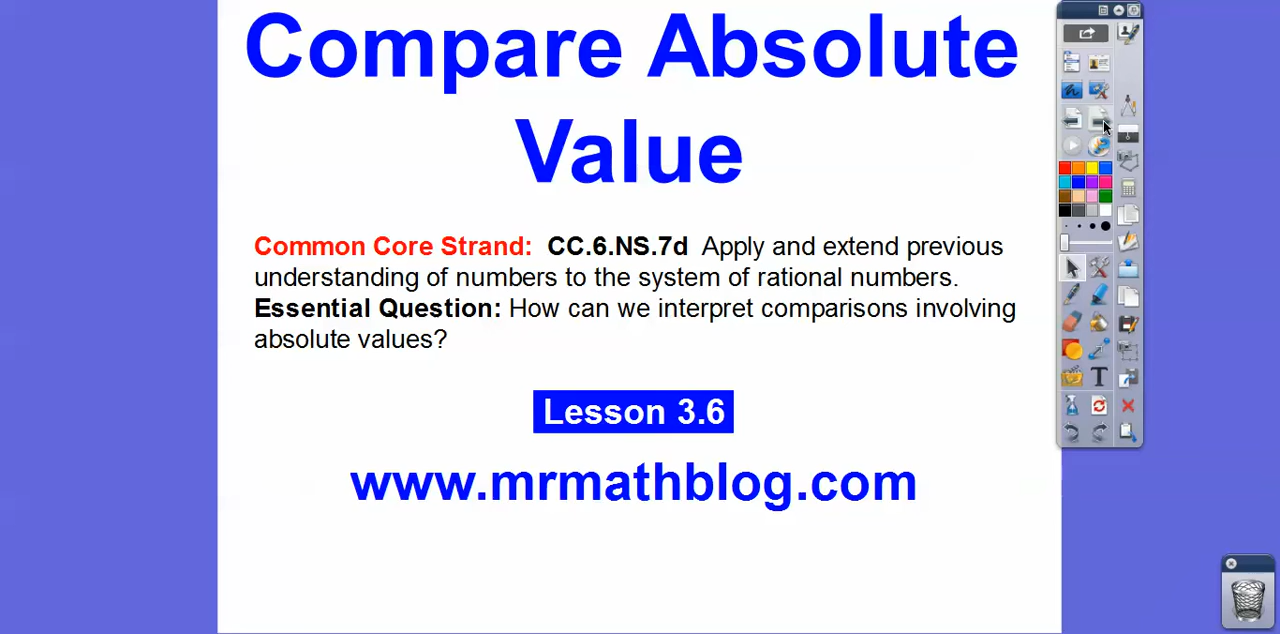 Compare Absolute
Value
Common Core Strand: CC.6.NS.7d Apply and extend previous
understanding of numbers to the system of rational numbers.
Essential Question: How can we interpret comparisons involving
absolute values?
Lesson 3.6
www.mrmathblog.com